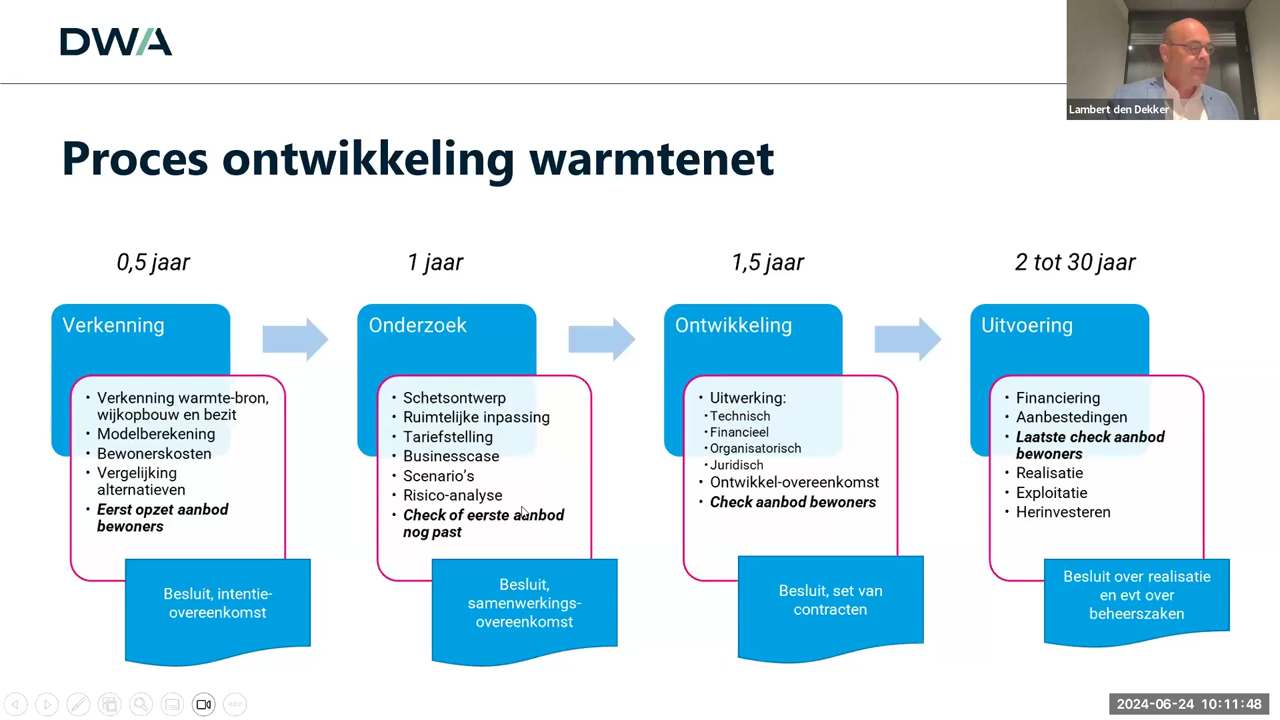 DWA
Lambert den Dekker
Proces ontwikkeling warmtenet
0,5 jaar
1 jaar
1,5 jaar
2 tot 30 jaar
Verkenning
• Verkenning warmte-bron,
wijkopbouw en bezit
• Modelberekening
• Bewonerskosten
• Vergelijking
alternatieven
• Eerst opzet aanbod
bewoners
Besluit, intentie-
overeenkomst
Onderzoek
• Schetsontwerp
• Ruimtelijke inpassing
• Tariefstelling
• Businesscase
• Scenario's
• Risico-analyse
• Check of eerste aanbod
nog past
Besluit,
samenwerkings-
overeenkomst
Ontwikkeling
• Uitwerking:
• Technisch
• Financieel
• Organisatorisch
• Juridisch
• Ontwikkel-overeenkomst
• Check aanbod bewoners
Besluit, set van
contracten
Uitvoering
• Financiering
• Aanbestedingen
• Laatste check aanbod
bewoners
• Realisatie
• Exploitatie
• Herinvesteren
Besluit over realisatie
en evt over
beheerszaken
2024-06-24 10:11:48